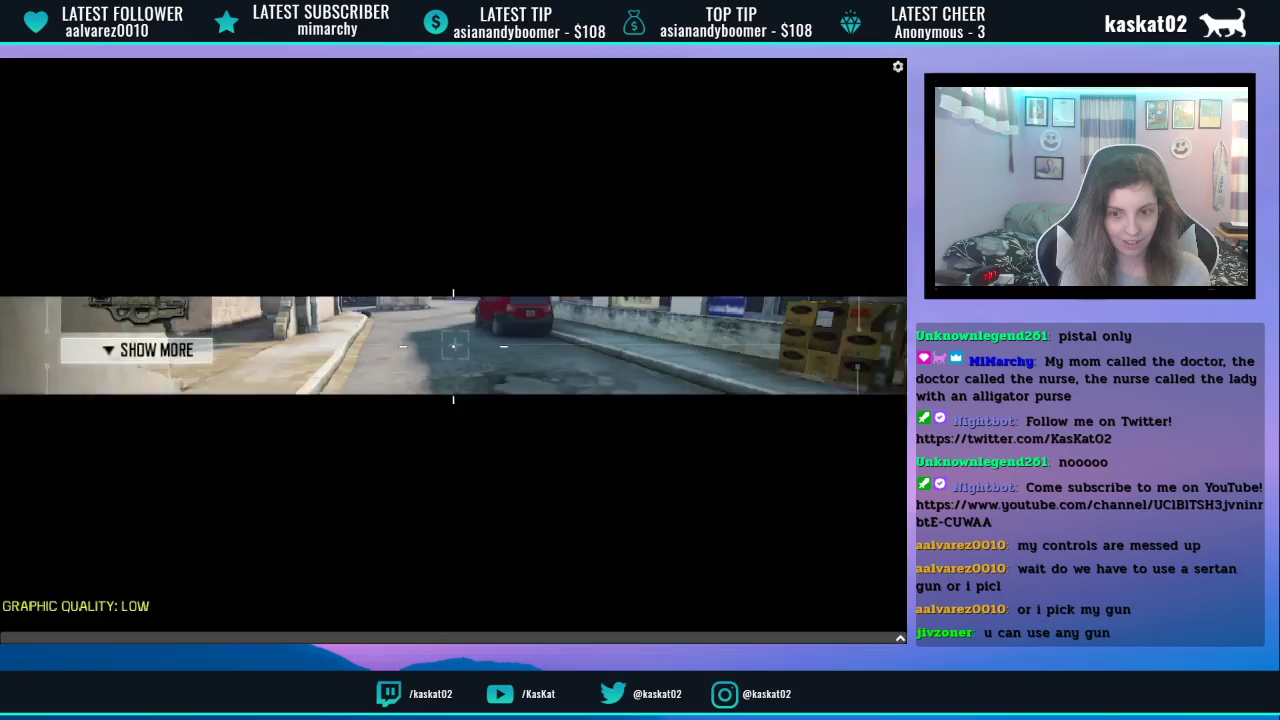 LATEST FOLLOWER
aalvarez0010
LATEST SUBSCRIBER
mimarchy
LATEST TIP
asianandyboomer - $108
TOP TIP
asianandyboomer - $108
LATEST CHEER
Anonymous - 3
kaskat02
SHOW MORE
GRAPHIC QUALITY: LOW
Unknownlegend261: pistal only
MiMarchy: My mom called the doctor, the
doctor called the nurse, the nurse called the lady
with an alligator purse
Nightbot: Follow me on Twitter!
https://twitter.com/KasKat02
Unknownlegend261: nooooo
Nightbot: Come subscribe to me on YouTube!
https://www.youtube.com/channel/UClBlTSH3jvninr
btE-CUWAA
aalvarez0010: my controls are messed up
aalvarez0010: wait do we have to use a sertan
gun or i picl
aalvarez0010: or i pick my gun
jivzoner: u can use any gun
/kaskat02
/KasKat
@kaskat02
@kaskat02